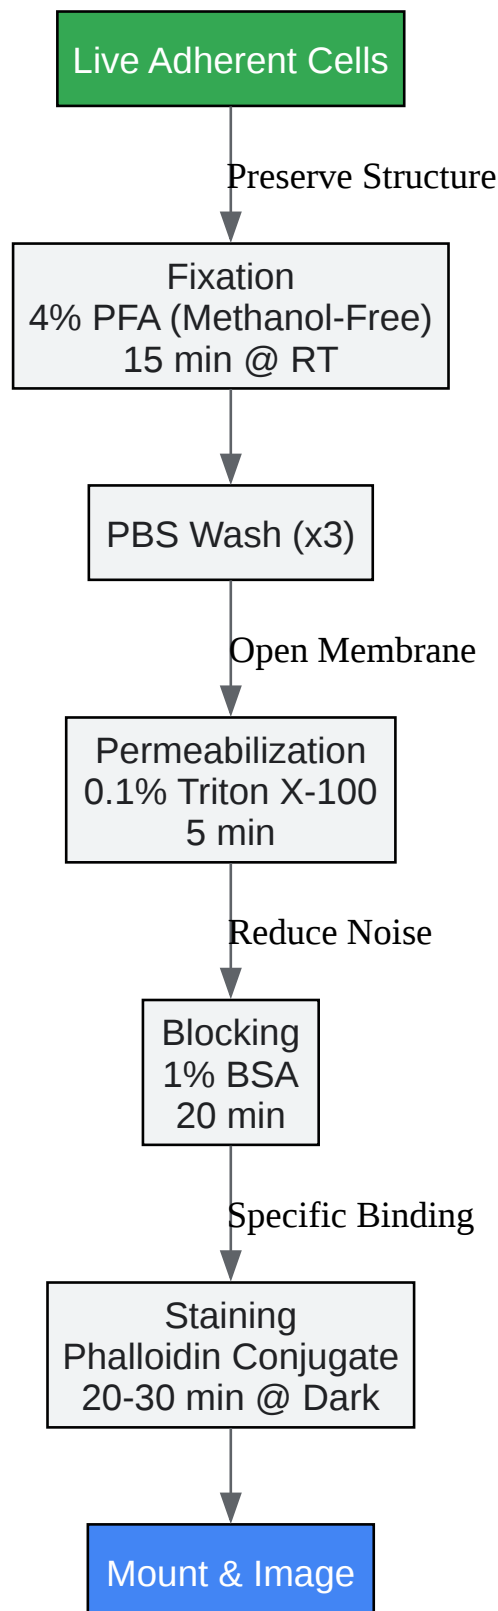 Live Adherent Cells
Preserve Structure
Fixation
4% PFA (Methanol-Free)
15 min @ RT
PBS Wash (x3)
Open Membrane
Permeabilization
0.1% Triton X-100
5 min
Reduce Noise
Blocking
1% BSA
20 min
Specific Binding
Staining
Phalloidin Conjugate
20-30 min @ Dark
Mount & Image